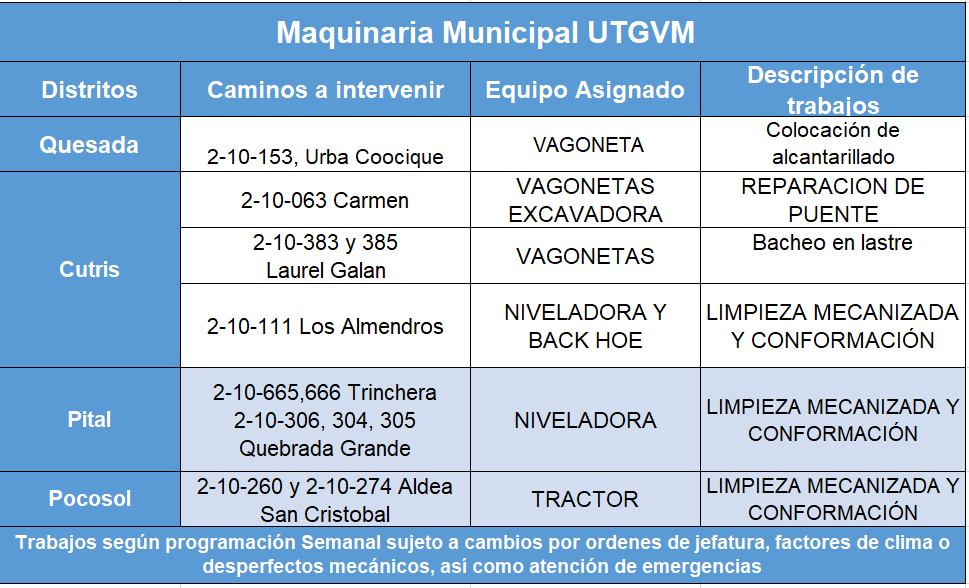 Maquinaria Municipal UTGVM
Distritos
Caminos a intervenir
Equipo Asignado
Descripción de
trabajos
Quesada
2-10-153, Urba Coocique
VAGONETA
Colocación de
alcantarillado
Cutris
2-10-063 Carmen
VAGONETAS
EXCAVADORA
REPARACION DE
PUENTE
2-10-383 y 385
Laurel Galan
VAGONETAS
Bacheo en lastre
2-10-111 Los Almendros
NIVELADORA Y
BACK HOE
LIMPIEZA MECANIZADA
Y CONFORMACIÓN
Pital
2-10-665,666 Trinchera
2-10-306, 304, 305
Quebrada Grande
NIVELADORA
LIMPIEZA MECANIZADA Y
CONFORMACIÓN
Pocosol
2-10-260 y 2-10-274 Aldea
San Cristobal
TRACTOR
LIMPIEZA MECANIZADA Y
CONFORMACIÓN
Trabajos según programación Semanal sujeto a cambios por ordenes de jefatura, factores de clima o
desperfectos mecánicos, así como atención de emergencias